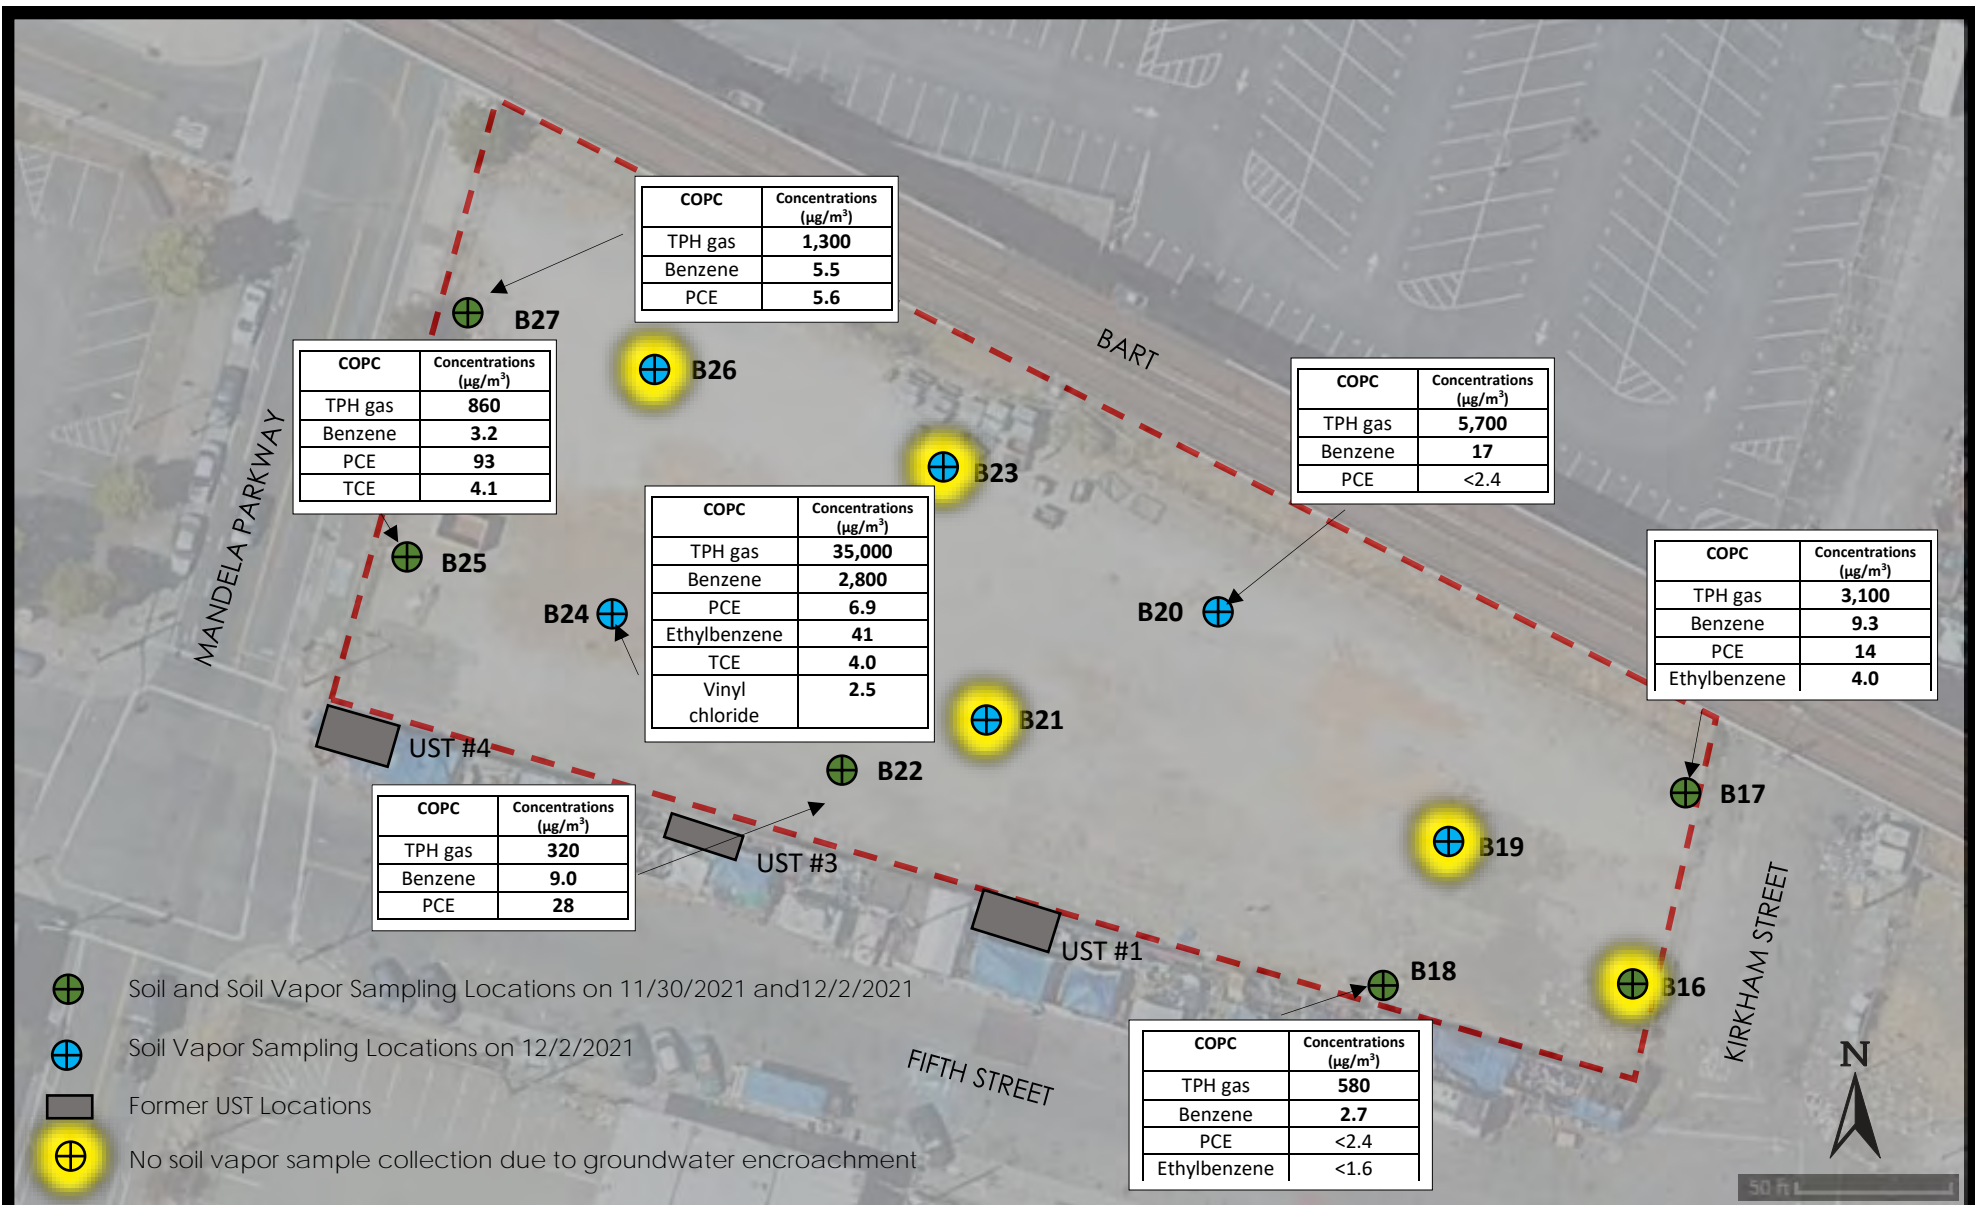 COPC Concentrations (µg/m³)
TPH gas 1,300
Benzene 5.5
PCE 5.6
B27
B26
BART
COPC Concentrations (µg/m³)
TPH gas 860
Benzene 3.2
PCE 93
TCE 4.1
COPC Concentrations (µg/m³)
TPH gas 5,700
Benzene 17
PCE <2.4
B23
MANDELA PARKWAY
B25
COPC Concentrations (µg/m³)
TPH gas 35,000
Benzene 2,800
PCE 6.9
Ethylbenzene 41
TCE 4.0
Vinyl chloride 2.5
B24
B20
COPC Concentrations (µg/m³)
TPH gas 3,100
Benzene 9.3
PCE 14
Ethylbenzene 4.0
B21
UST #4
B22
B17
COPC Concentrations (µg/m³)
TPH gas 320
Benzene 9.0
PCE 28
UST #3
B19
UST #1
B18
B16
KIRKHAM STREET
FIFTH STREET
COPC Concentrations (µg/m³)
TPH gas 580
Benzene 2.7
PCE <2.4
Ethylbenzene <1.6
Soil and Soil Vapor Sampling Locations on 11/30/2021 and12/2/2021
Soil Vapor Sampling Locations on 12/2/2021
Former UST Locations
No soil vapor sample collection due to groundwater encroachment
N
50 ft